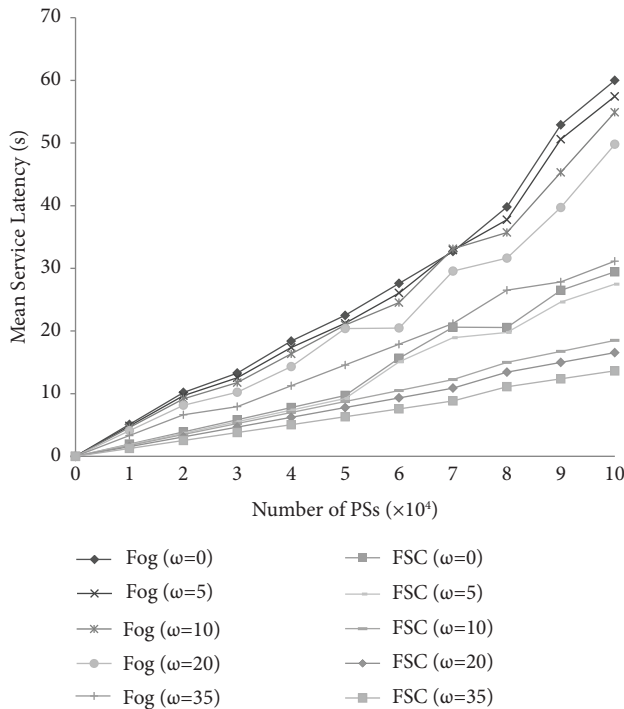 70
60
50
40
30
20
10
0
Mean Service Latency (s)
0 1 2 3 4 5 6 7 8 9 10
Number of PSs (×10⁴)
Fog (ω=0)
Fog (ω=5)
Fog (ω=10)
Fog (ω=20)
Fog (ω=35)
FSC (ω=0)
FSC (ω=5)
FSC (ω=10)
FSC (ω=20)
FSC (ω=35)